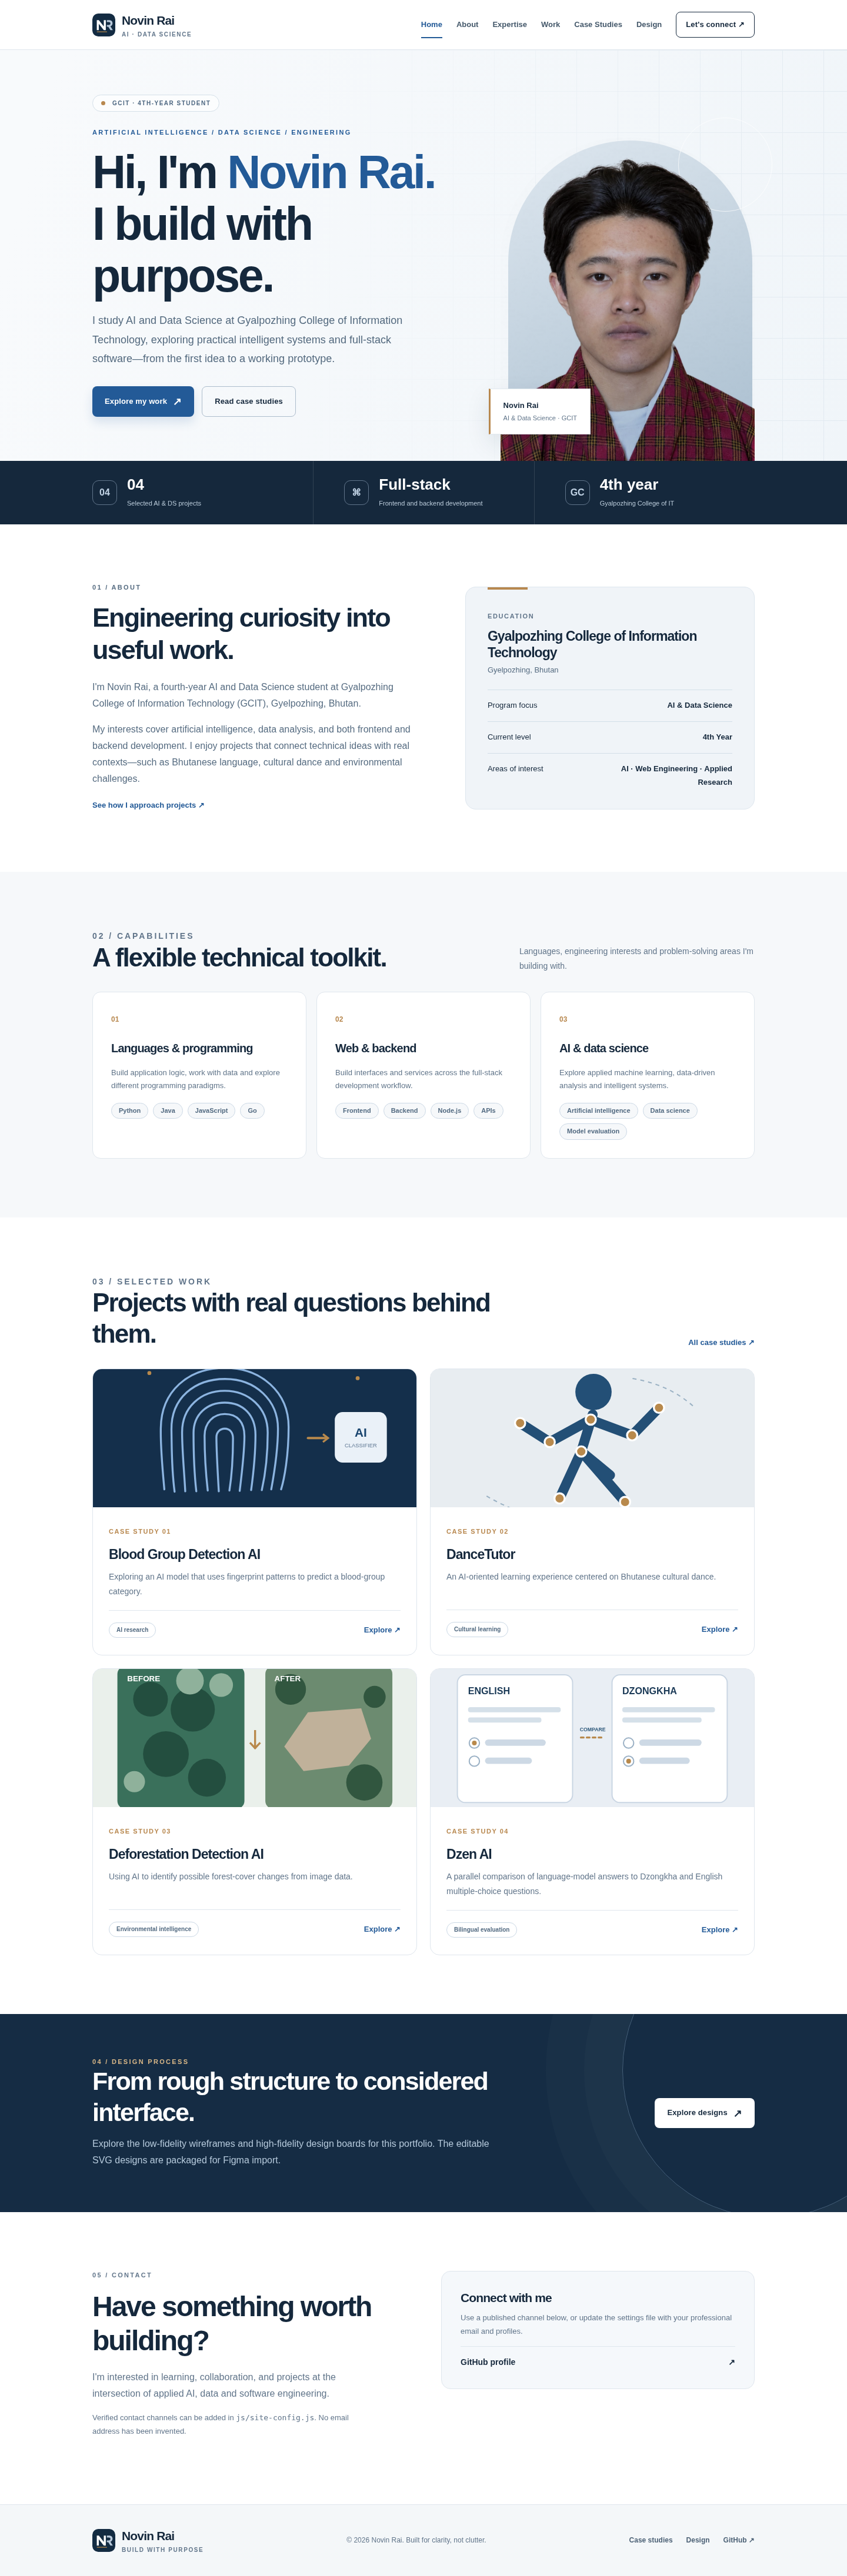 Novin Rai
AI · DATA SCIENCE
Home About Expertise Work Case Studies Design Let's connect ↗
GCIT · 4TH-YEAR STUDENT
ARTIFICIAL INTELLIGENCE / DATA SCIENCE / ENGINEERING
Hi, I'm Novin Rai.
I build with
purpose.
I study AI and Data Science at Gyalpozhing College of Information
Technology, exploring practical intelligent systems and full-stack
software—from the first idea to a working prototype.
Explore my work ↗ Read case studies
Novin Rai
AI & Data Science · GCIT
04 04
Selected AI & DS projects
⌘ Full-stack
Frontend and backend development
GC 4th year
Gyalpozhing College of IT
01 / ABOUT
Engineering curiosity into
useful work.
I'm Novin Rai, a fourth-year AI and Data Science student at Gyalpozhing
College of Information Technology (GCIT), Gyelpozhing, Bhutan.
My interests cover artificial intelligence, data analysis, and both frontend and
backend development. I enjoy projects that connect technical ideas with real
contexts—such as Bhutanese language, cultural dance and environmental
challenges.
See how I approach projects ↗
EDUCATION
Gyalpozhing College of Information
Technology
Gyelpozhing, Bhutan
Program focus AI & Data Science
Current level 4th Year
Areas of interest AI · Web Engineering · Applied
Research
02 / CAPABILITIES
A flexible technical toolkit.
Languages, engineering interests and problem-solving areas I'm
building with.
01
Languages & programming
Build application logic, work with data and explore
different programming paradigms.
Python Java JavaScript Go
02
Web & backend
Build interfaces and services across the full-stack
development workflow.
Frontend Backend Node.js APIs
03
AI & data science
Explore applied machine learning, data-driven
analysis and intelligent systems.
Artificial intelligence Data science
Model evaluation
03 / SELECTED WORK
Projects with real questions behind
them.
All case studies ↗
AI
CLASSIFIER
CASE STUDY 01
Blood Group Detection AI
Exploring an AI model that uses fingerprint patterns to predict a blood-group
category.
AI research Explore ↗
CASE STUDY 02
DanceTutor
An AI-oriented learning experience centered on Bhutanese cultural dance.
Cultural learning Explore ↗
BEFORE AFTER
CASE STUDY 03
Deforestation Detection AI
Using AI to identify possible forest-cover changes from image data.
Environmental intelligence Explore ↗
ENGLISH DZONGKHA
COMPARE
CASE STUDY 04
Dzen AI
A parallel comparison of language-model answers to Dzongkha and English
multiple-choice questions.
Bilingual evaluation Explore ↗
04 / DESIGN PROCESS
From rough structure to considered
interface.
Explore the low-fidelity wireframes and high-fidelity design boards for this portfolio. The editable
SVG designs are packaged for Figma import.
Explore designs ↗
05 / CONTACT
Have something worth
building?
I'm interested in learning, collaboration, and projects at the
intersection of applied AI, data and software engineering.
Verified contact channels can be added in js/site-config.js. No email
address has been invented.
Connect with me
Use a published channel below, or update the settings file with your professional
email and profiles.
GitHub profile ↗
NR Novin Rai
BUILD WITH PURPOSE
© 2026 Novin Rai. Built for clarity, not clutter.
Case studies Design GitHub ↗